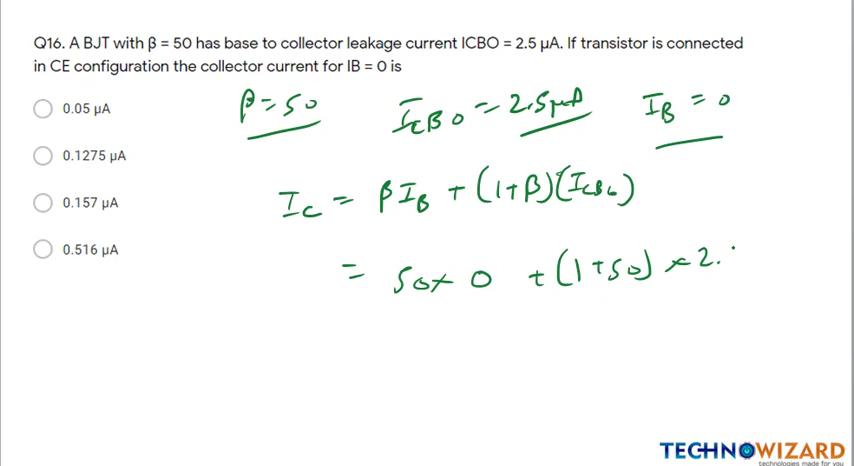 Q16. A BJT with β = 50 has base to collector leakage current ICBO = 2.5 μA. If transistor is connected
in CE configuration the collector current for IB = 0 is
0.05 μA
0.1275 μA
0.157 μA
0.516 μA
β = 50 ICBO = 2.5μA IB = 0
IC = βIB + (1+β)(ICBO)
= 50× 0 + (1+50) × 2.
TECHNOWIZARD
technologies made for you